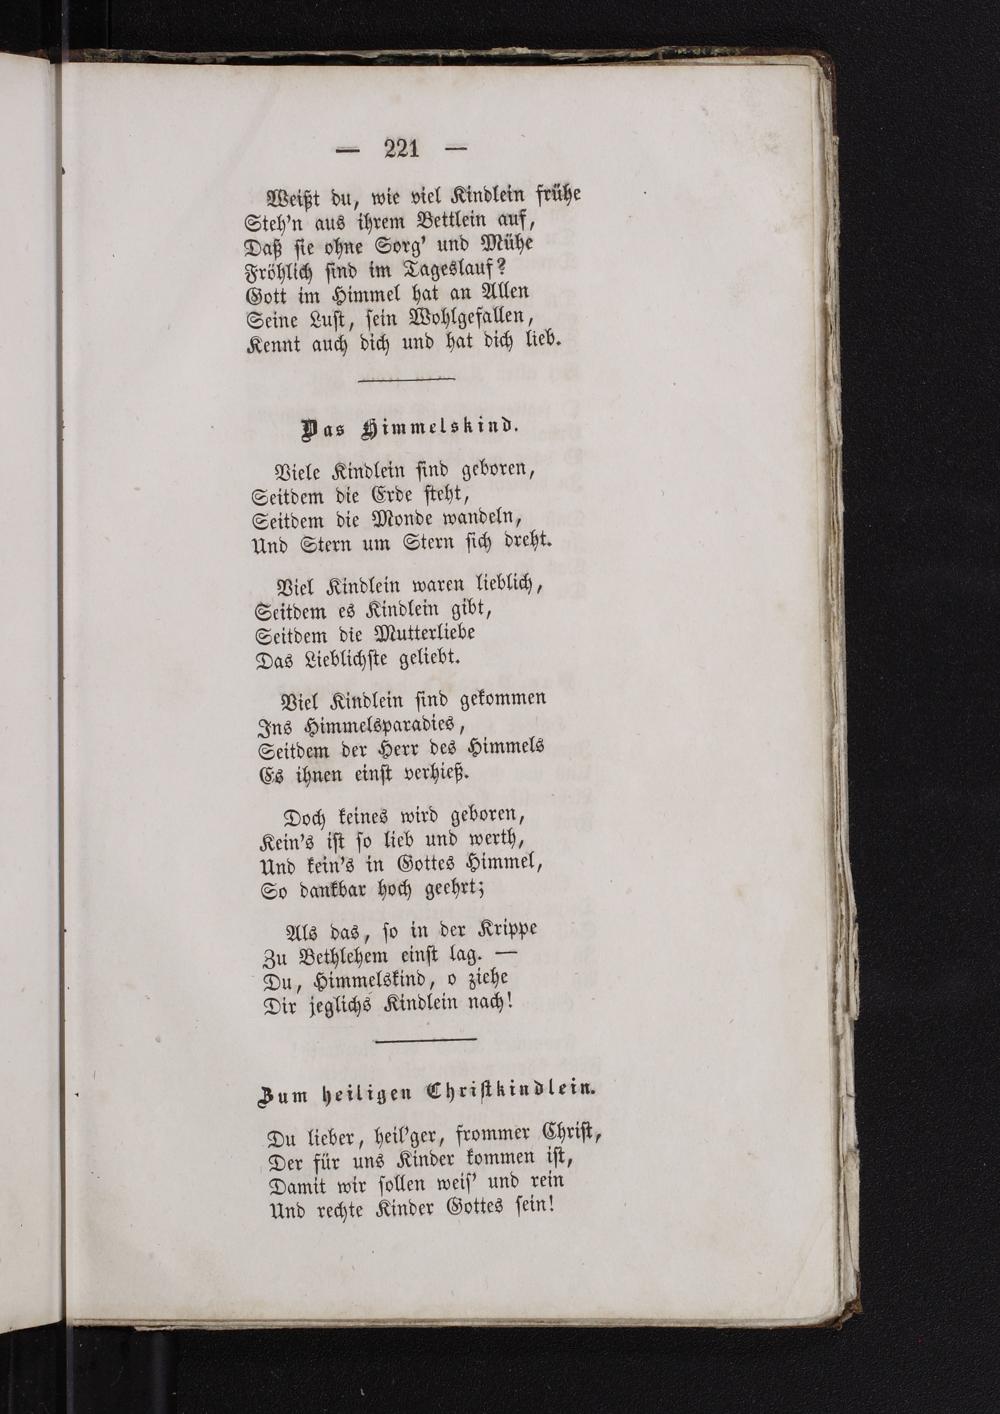 — 221 —
Weißt du, wie viel Kindlein frühe
Steh'n aus ihrem Bettlein auf,
Daß sie ohne Sorg' und Mühe
Fröhlich sind im Tageslauf?
Gott im Himmel hat an Allen
Seine Lust, sein Wohlgefallen,
Kennt auch dich und hat dich lieb.
Das Himmelskind.
Viele Kindlein sind geboren,
Seitdem die Erde steht,
Seitdem die Monde wandeln,
Und Stern um Stern sich dreht.
Viel Kindlein waren lieblich,
Seitdem es Kindlein gibt,
Seitdem die Mutterliebe
Das Lieblichste geliebt.
Viel Kindlein sind gekommen
Ins Himmelsparadies,
Seitdem der Herr des Himmels
Es ihnen einst verhieß.
Doch keines wird geboren,
Kein's ist so lieb und werth,
Und kein's in Gottes Himmel,
So dankbar hoch geehrt;
Als das, so in der Krippe
Zu Bethlehem einst lag. —
Du, Himmelskind, o ziehe
Dir jeglichs Kindlein nach!
Zum heiligen Christkindlein.
Du lieber, heil'ger, frommer Christ,
Der für uns Kinder kommen ist,
Damit wir sollen weis' und rein
Und rechte Kinder Gottes sein!